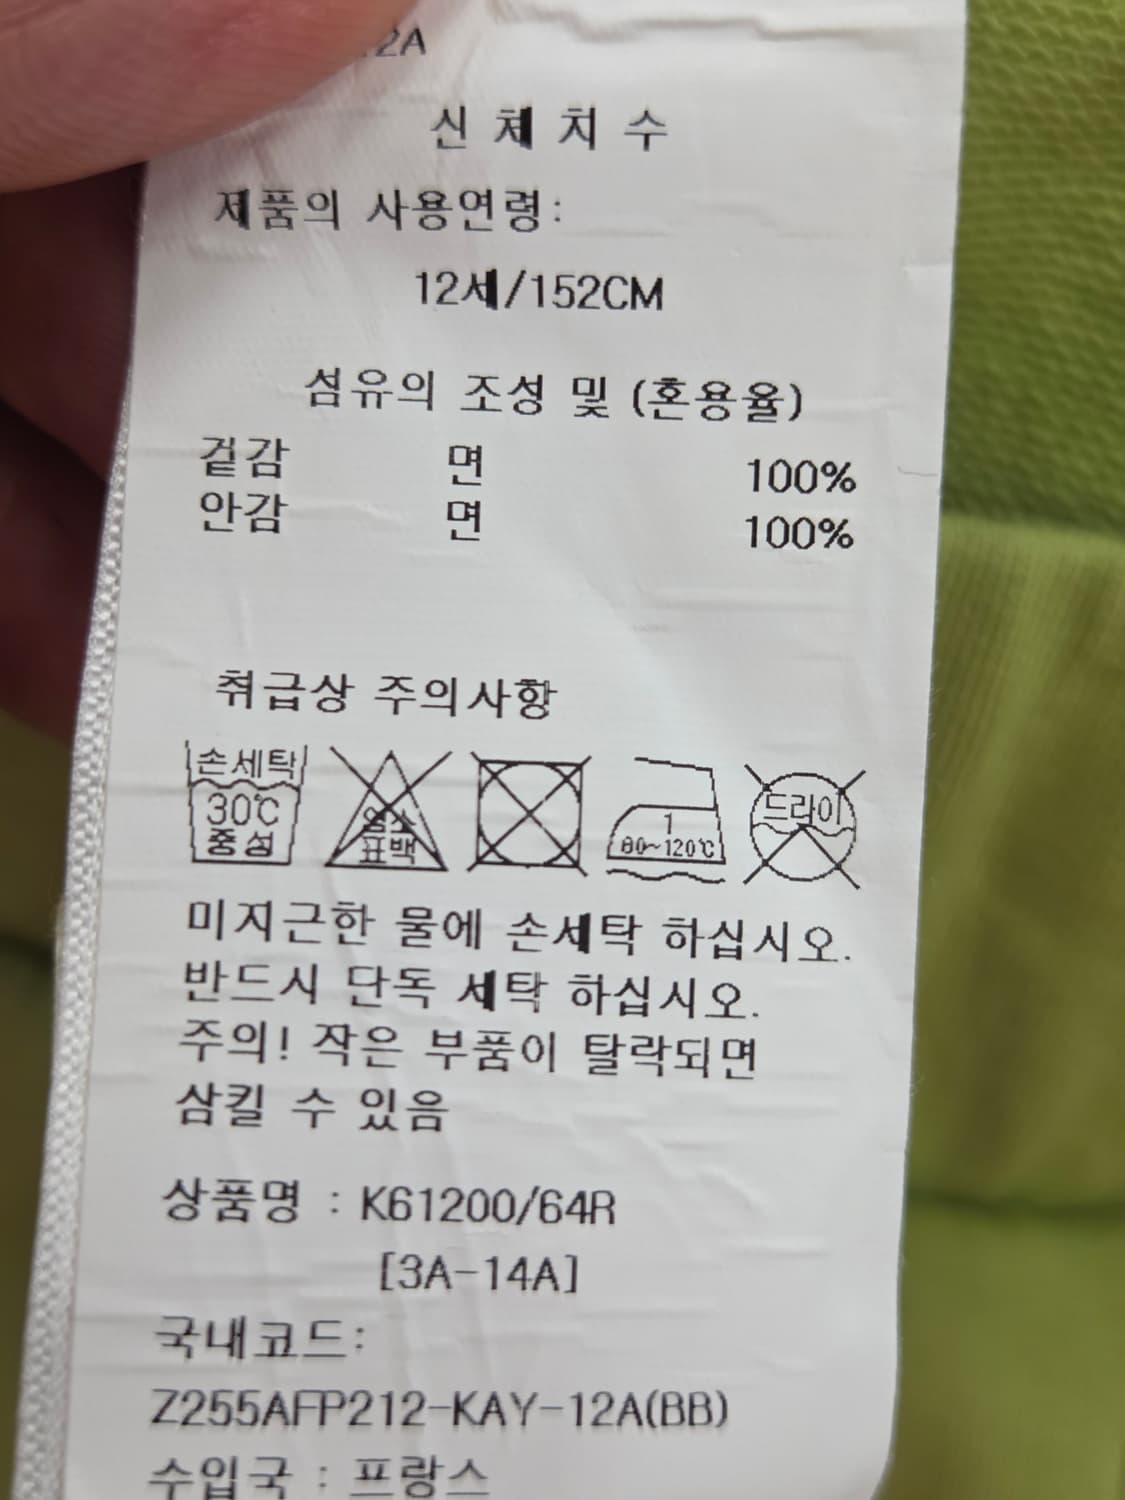 2A
신체치수
제품의 사용연령:
12세/152CM
섬유의 조성 및 (혼용율)
겉감 면 100%
안감 면 100%
취급상 주의사항
손세탁
30℃
중성
염소
표백
1
80~120℃
드라이
미지근한 물에 손세탁 하십시오.
반드시 단독 세탁 하십시오.
주의! 작은 부품이 탈락되면
삼킬 수 있음
상품명 : K61200/64R
[3A-14A]
국내코드:
Z255AFP212-KAY-12A(BB)
수입국 : 프랑스